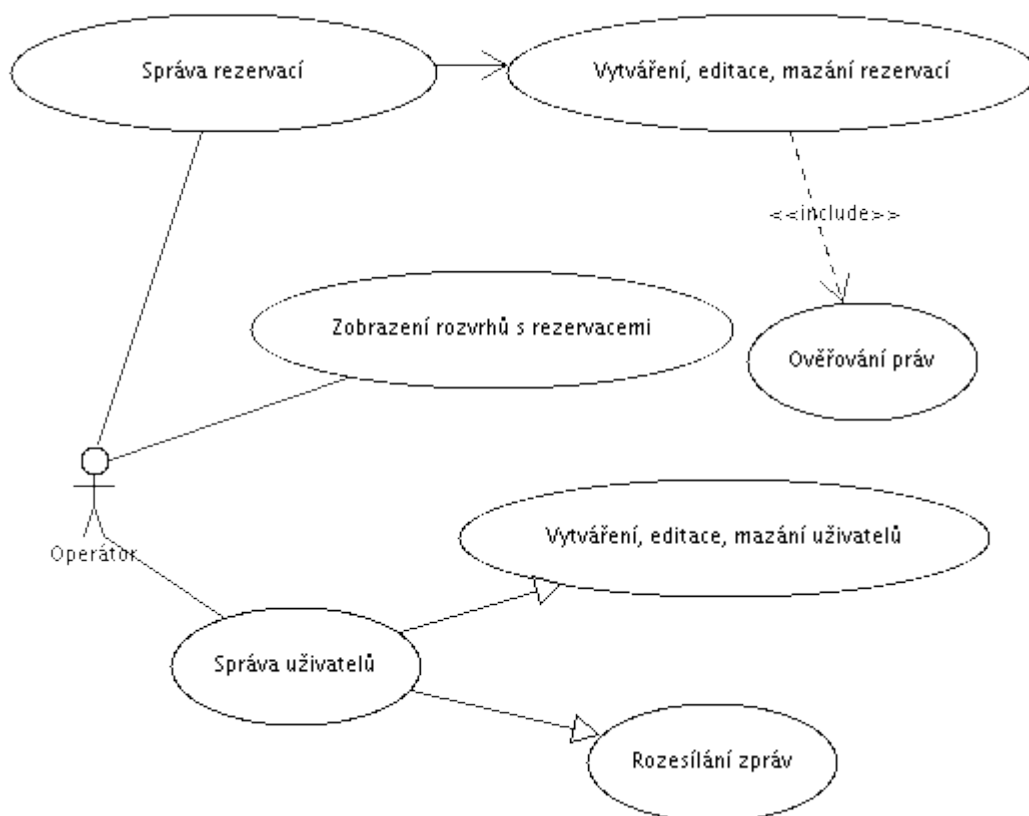 Správa rezervací
Vytváření, editace, mazání rezervací
<<include>>
Zobrazení rozvrhů s rezervacemi
Ověřování práv
Operátor
Vytváření, editace, mazání uživatelů
Správa uživatelů
Rozesílání zpráv